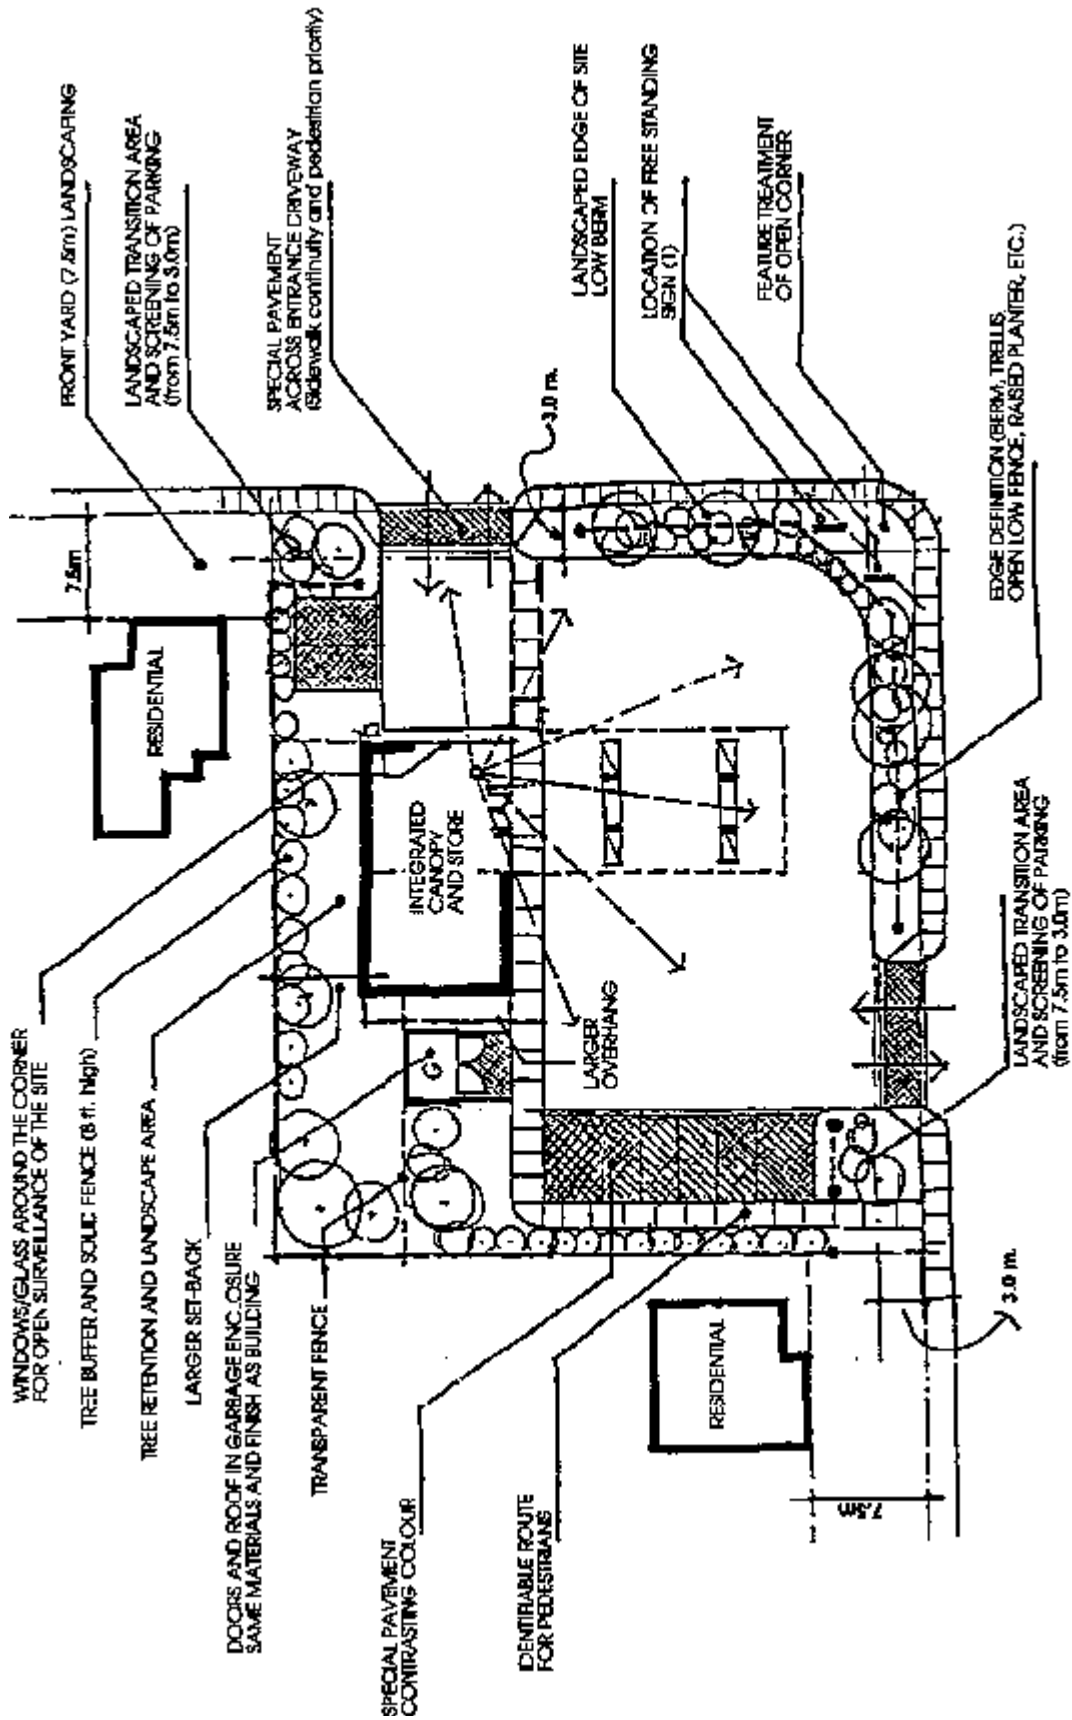 WINDOWS/GLASS AROUND THE CORNER
FOR OPEN SURVELLANCE OF THE SITE
TREE BUFFER AND SOLID FENCE (8 ft. high)
TREE RETENTION AND LANDSCAPE AREA
LARGER SET-BACK
DOORS AND ROOF IN GARBAGE ENCLOSURE
SAME MATERIALS AND FINISH AS BUILDING
TRANSPARENT FENCE
SPECIAL PAVEMENT
CONTRASTING COLOUR
IDENTIFIABLE ROUTE
FOR PEDESTRIANS
FRONT YARD (7.5m) LANDSCAPING
LANDSCAPED TRANSITION AREA
AND SCREENING OF PARKING
(from 7.5m to 3.0m)
SPECIAL PAVEMENT
ACROSS ENTRANCE DRIVEWAY
(Sidewalk continuity and pedestrian priority)
LANDSCAPED EDGE OF SITE
LOW BERM
LOCATION OF FREE STANDING
SIGN (1)
FEATURE TREATMENT
OF OPEN CORNER
EDGE DEFINITION (BERM, TRELLIS,
OPEN LOW FENCE, RAISED PLANTER, ETC.)
LANDSCAPED TRANSITION AREA
AND SCREENING OF PARKING
(from 7.5m to 3.0m)
7.5m
RESIDENTIAL
3.0 m.
INTEGRATED
CANOPY
AND STORE
G
LARGER
OVERHANG
RESIDENTIAL
7.5m
3.0 m.